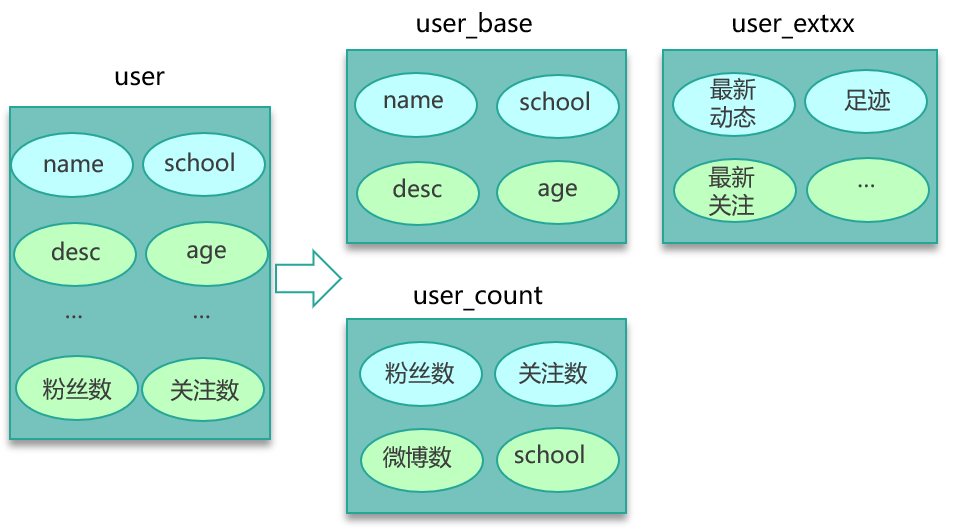 user
name
school
desc
age
...
...
粉丝数
关注数
user_base
name
school
desc
age
user_extxx
最新
动态
足迹
最新
关注
...
user_count
粉丝数
关注数
微博数
school